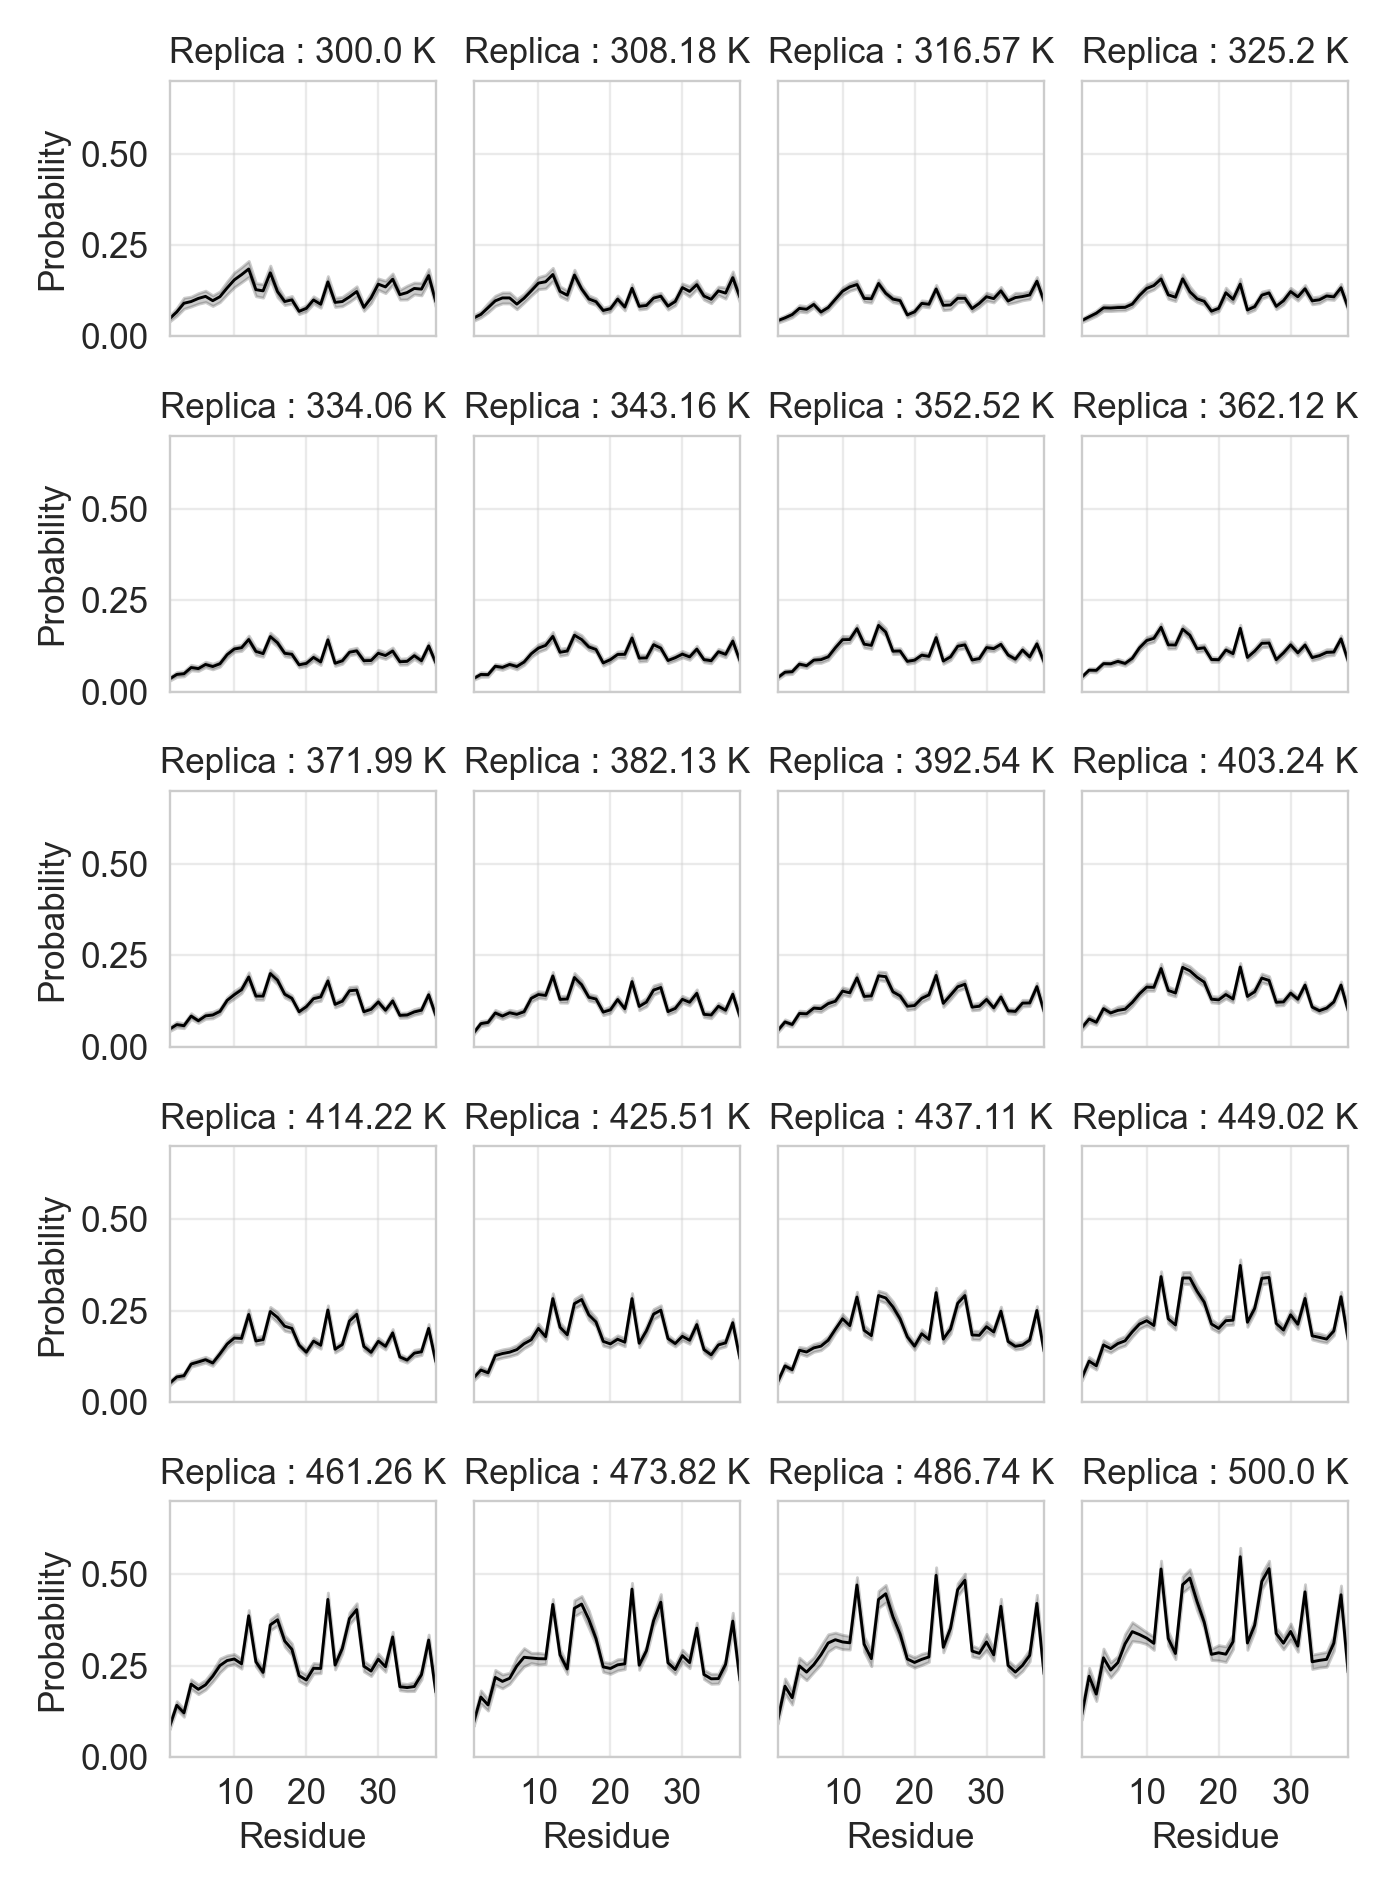 Replica : 300.0 K Replica : 308.18 K Replica : 316.57 K Replica : 325.2 K
Probability
0.50
0.25
0.00
Replica : 334.06 K Replica : 343.16 K Replica : 352.52 K Replica : 362.12 K
Probability
0.50
0.25
0.00
Replica : 371.99 K Replica : 382.13 K Replica : 392.54 K Replica : 403.24 K
Probability
0.50
0.25
0.00
Replica : 414.22 K Replica : 425.51 K Replica : 437.11 K Replica : 449.02 K
Probability
0.50
0.25
0.00
Replica : 461.26 K Replica : 473.82 K Replica : 486.74 K Replica : 500.0 K
Probability
0.50
0.25
0.00
10 20 30 10 20 30 10 20 30 10 20 30
Residue Residue Residue Residue